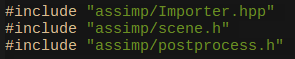 #include "assimp/Importer.hpp"
#include "assimp/scene.h"
#include "assimp/postprocess.h"